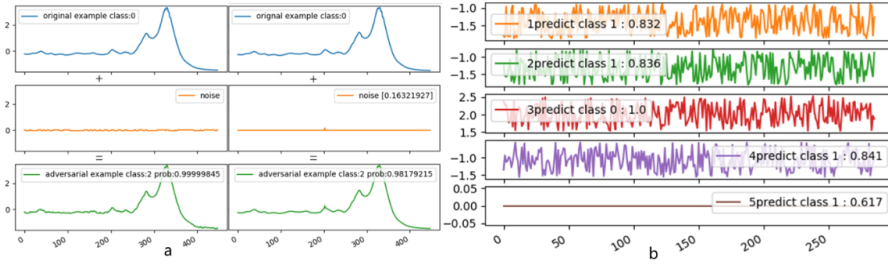 orignal example class:0
2
0
+
noise
2
0
=
adversarial example class:2 prob:0.99999845
2
0
0
100
200
300
400
a
orignal example class:0
+
noise [0.16321927]
=
adversarial example class:2 prob:0.98179215
0
100
200
300
400
−1.0
−1.5
1predict class 1 : 0.832
−1.0
−1.5
2predict class 1 : 0.836
2.5
2.0
1.5
3predict class 0 : 1.0
−1.0
−1.5
4predict class 1 : 0.841
0.05
0.00
−0.05
5predict class 1 : 0.617
0
50
100
150
200
250
b